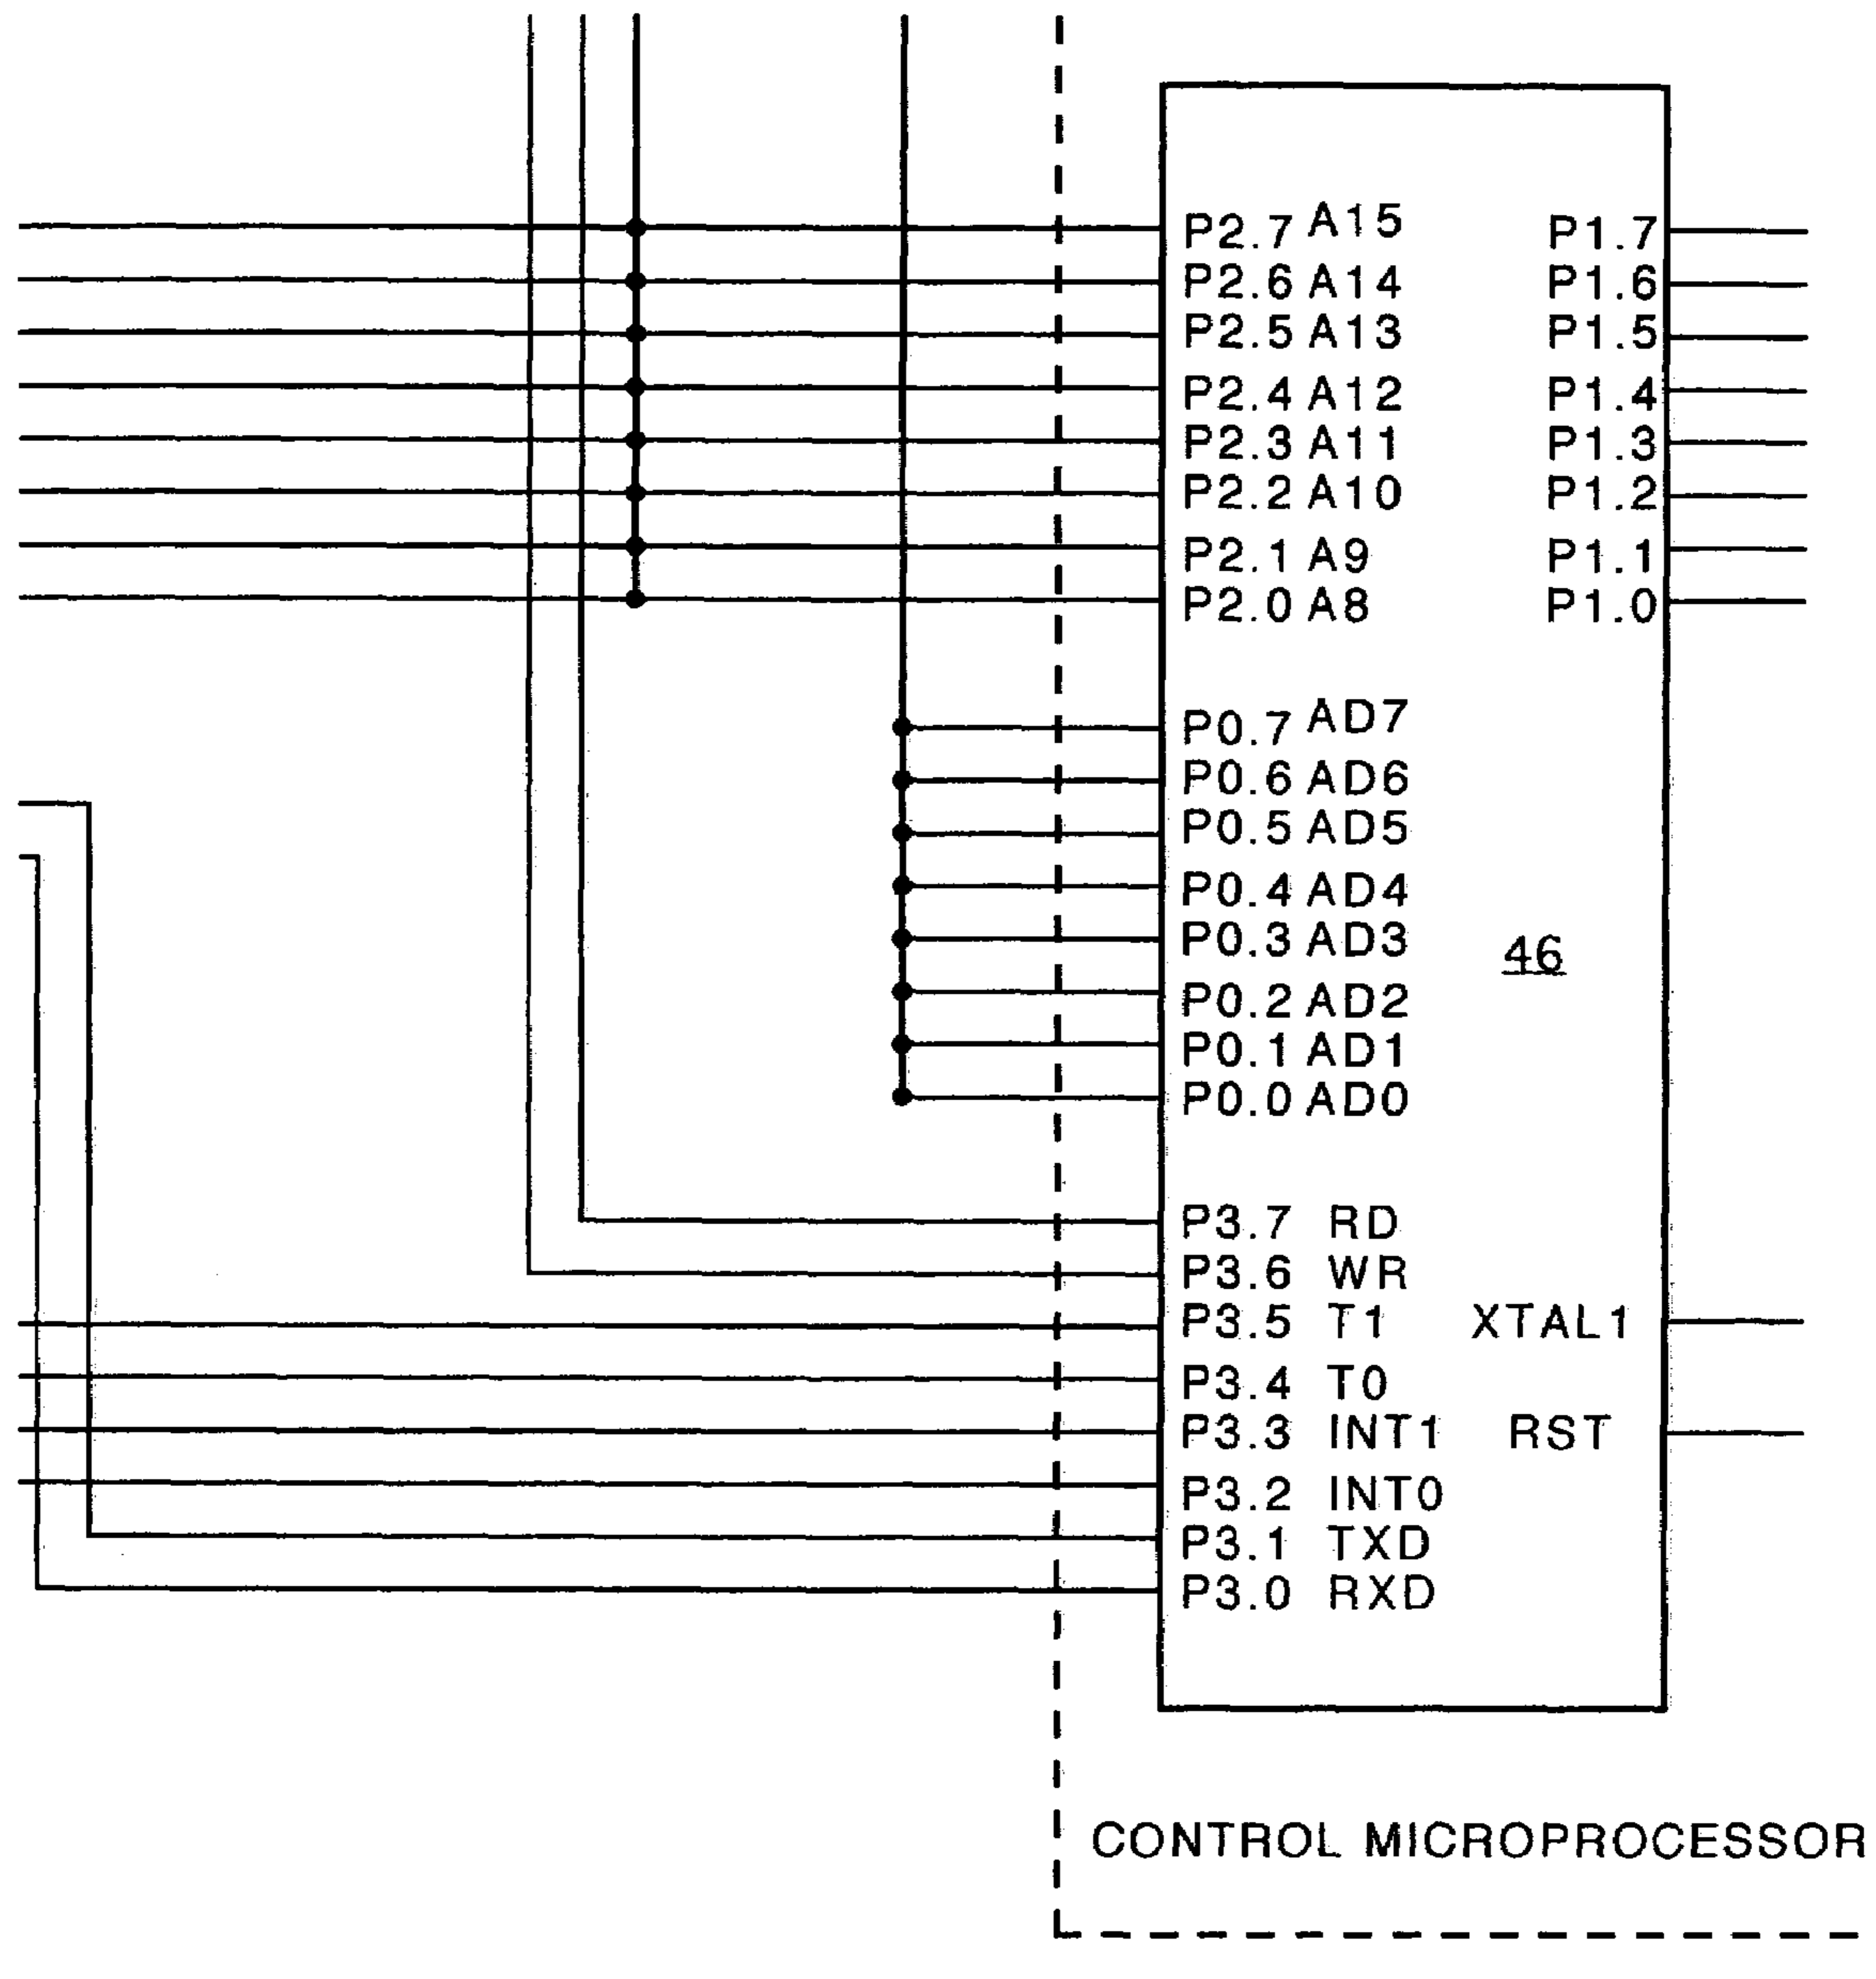 P2.7 A15 P1.7
P2.6 A14 P1.6
P2.5 A13 P1.5
P2.4 A12 P1.4
P2.3 A11 P1.3
P2.2 A10 P1.2
P2.1 A9 P1.1
P2.0 A8 P1.0
P0.7 AD7
P0.6 AD6
P0.5 AD5
P0.4 AD4
P0.3 AD3
46
P0.2 AD2
P0.1 AD1
P0.0 AD0
P3.7 RD
P3.6 WR
P3.5 T1 XTAL1
P3.4 T0
P3.3 INT1 RST
P3.2 INT0
P3.1 TXD
P3.0 RXD
CONTROL MICROPROCESSOR